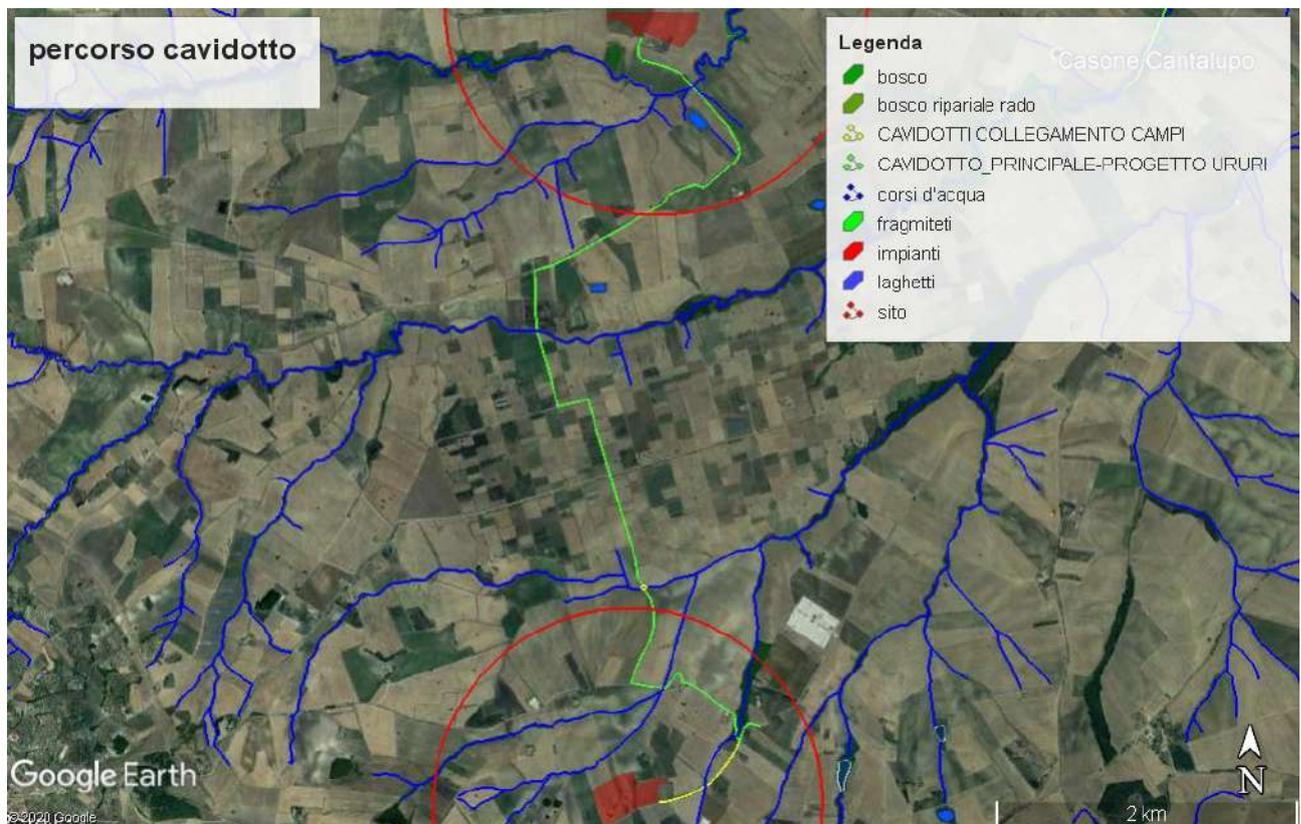 percorso cavidotto
Legenda
bosco
bosco ripariale rado
CAVIDOTTI COLLEGAMENTO CAMPI
CAVIDOTTO_PRINCIPALE-PROGETTO URURI
corsi d'acqua
fragmiteti
impianti
laghetti
sito
Casone Cantalupo
Google Earth
©2020 Google
N
2 km